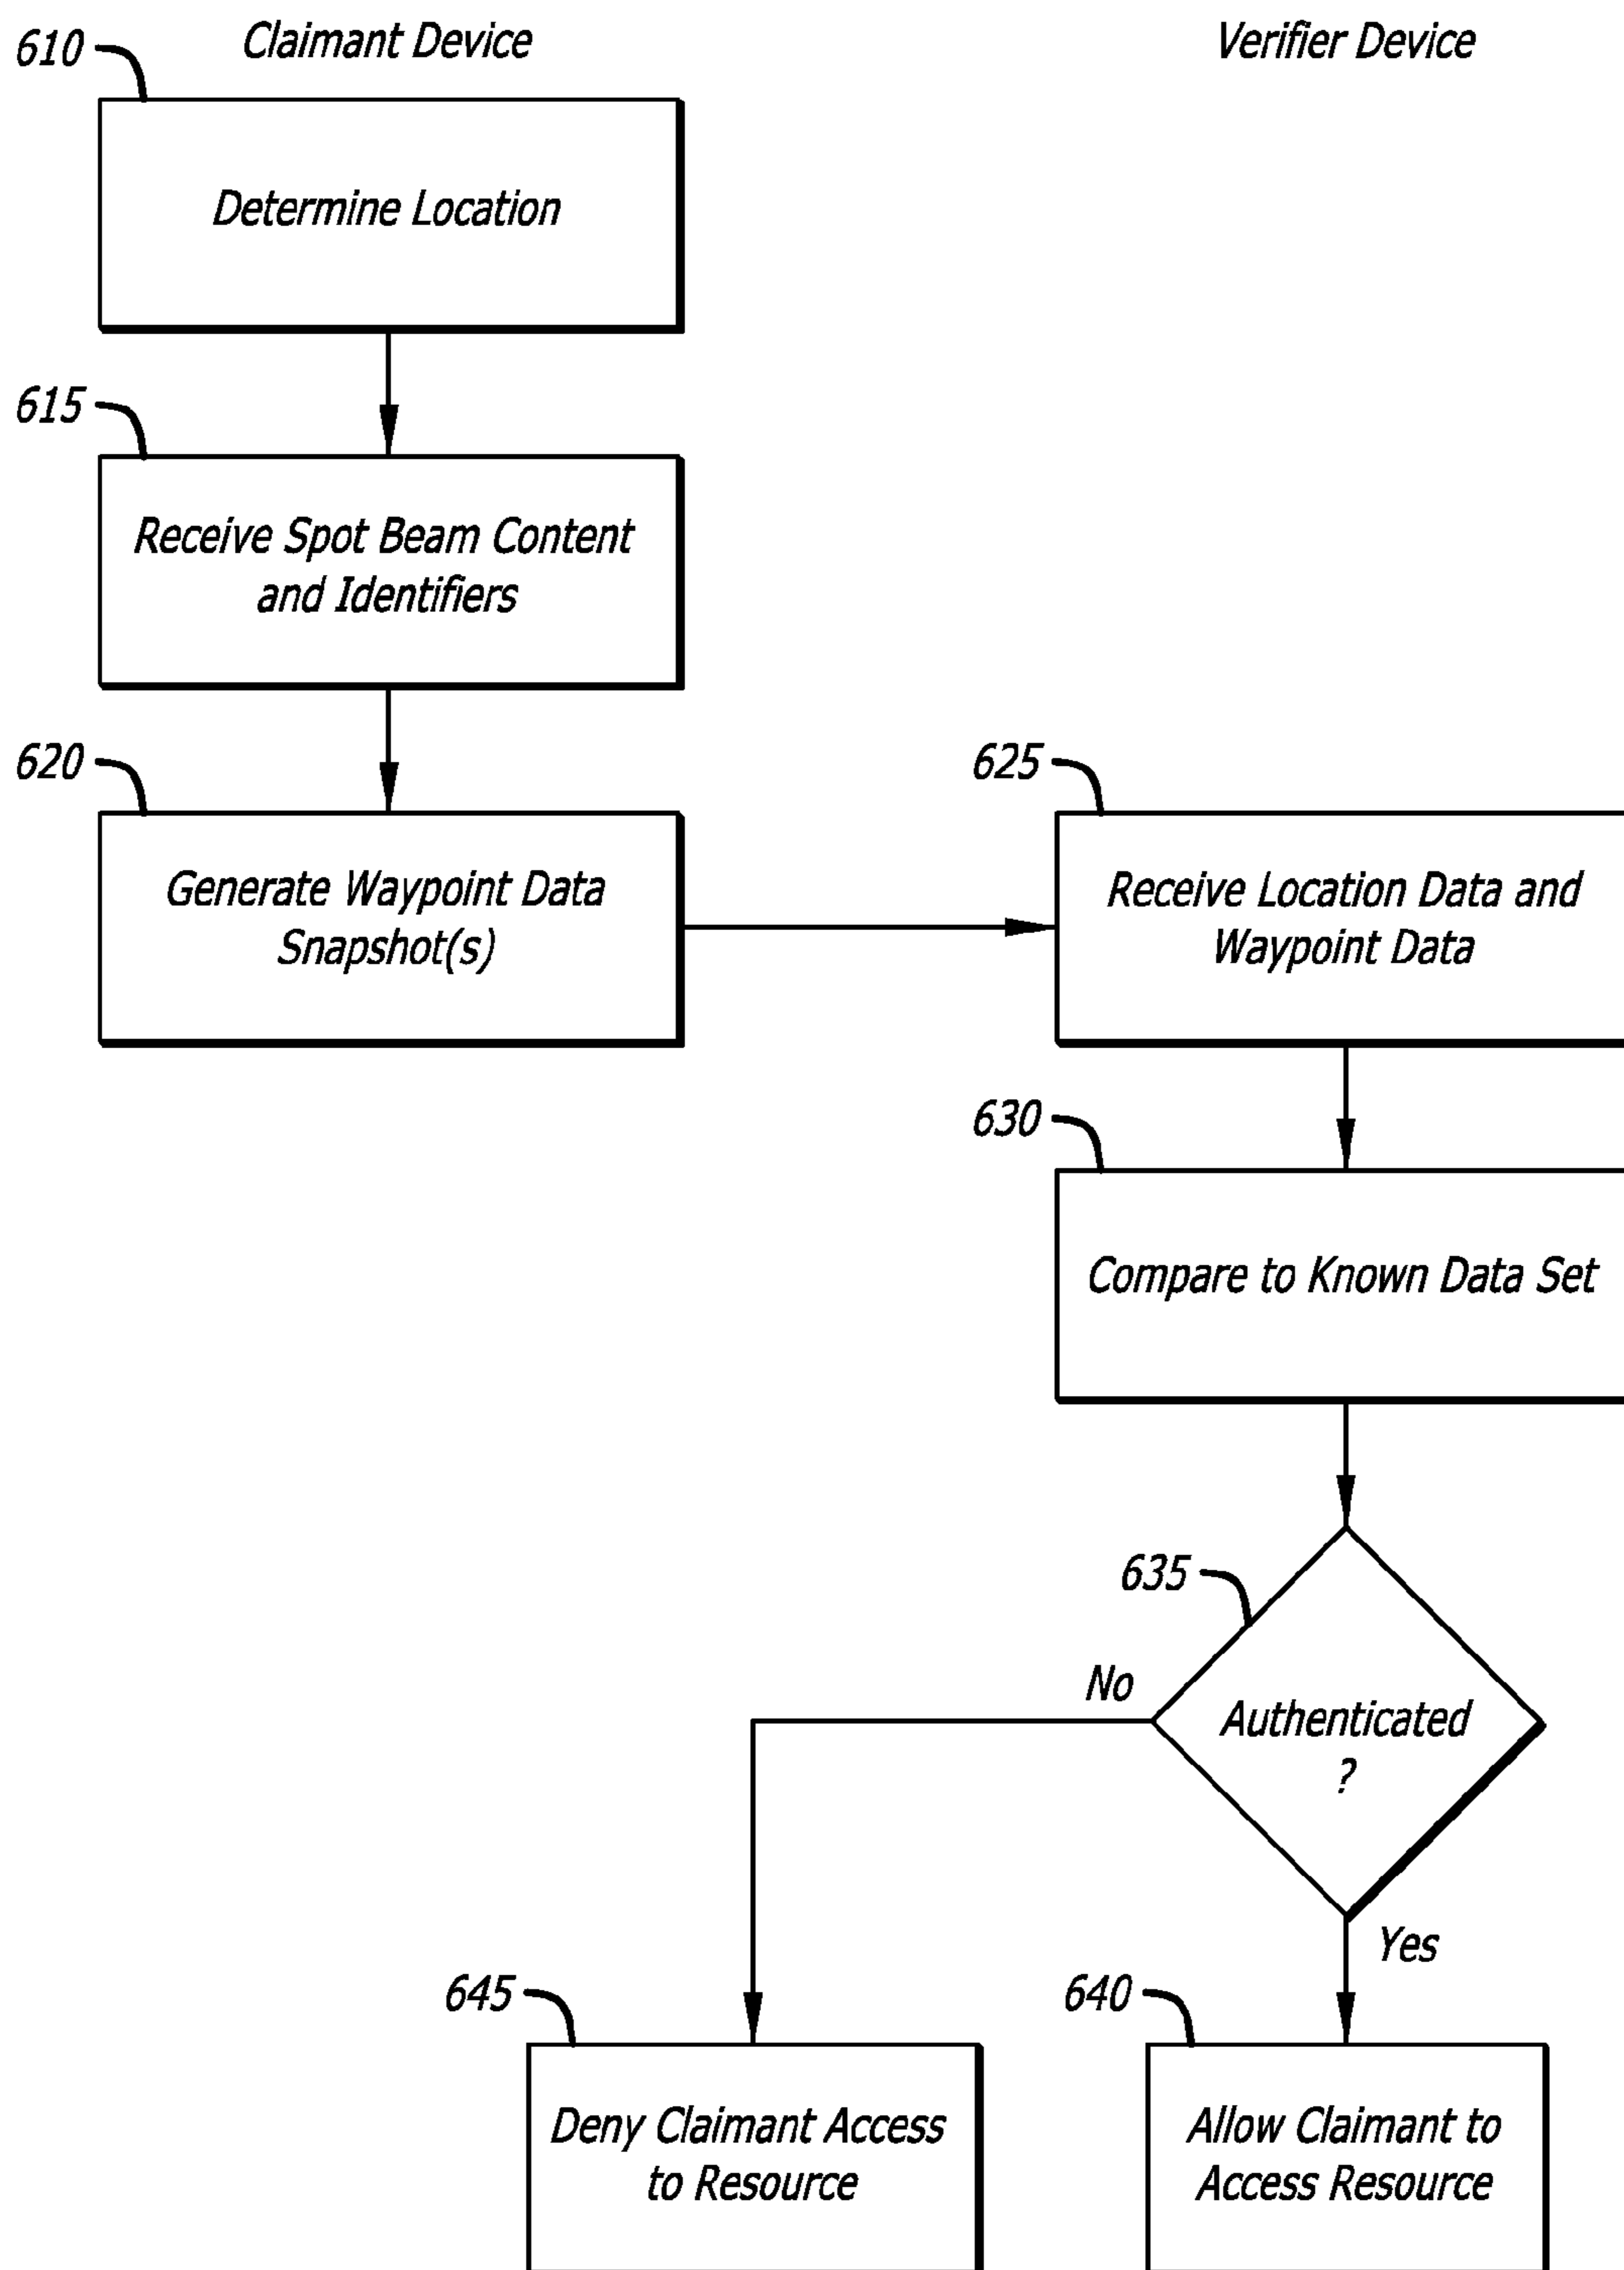 Claimant Device
Verifier Device
610
Determine Location
615
Receive Spot Beam Content
and Identifiers
620
Generate Waypoint Data
Snapshot(s)
625
Receive Location Data and
Waypoint Data
630
Compare to Known Data Set
635
Authenticated
?
No
Yes
645
Deny Claimant Access
to Resource
640
Allow Claimant to
Access Resource